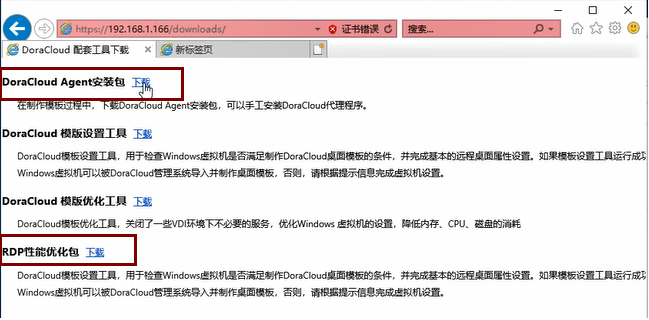 https://192.168.1.166/downloads/
证书错误
搜索...
DoraCloud 配套工具下载
新标签页
DoraCloud Agent安装包 下载
在制作模板过程中，下载DoraCloud Agent安装包，可以手工安装DoraCloud代理程序。
DoraCloud 模版设置工具 下载
DoraCloud模板设置工具，用于检查Windows虚拟机是否满足制作DoraCloud桌面模板的条件，并完成基本的远程桌面属性设置。如果模板设置工具运行成功
Windows虚拟机可以被DoraCloud管理系统导入并制作桌面模板，否则，请根据提示信息完成虚拟机设置。
DoraCloud 模版优化工具 下载
DoraCloud模板优化工具，关闭了一些VDI环境下不必要的服务，优化Windows 虚拟机的设置，降低内存、CPU、磁盘的消耗
RDP性能优化包 下载
DoraCloud模板设置工具，用于检查Windows虚拟机是否满足制作DoraCloud桌面模板的条件，并完成基本的远程桌面属性设置。如果模板设置工具运行成功
Windows虚拟机可以被DoraCloud管理系统导入并制作桌面模板，否则，请根据提示信息完成虚拟机设置。